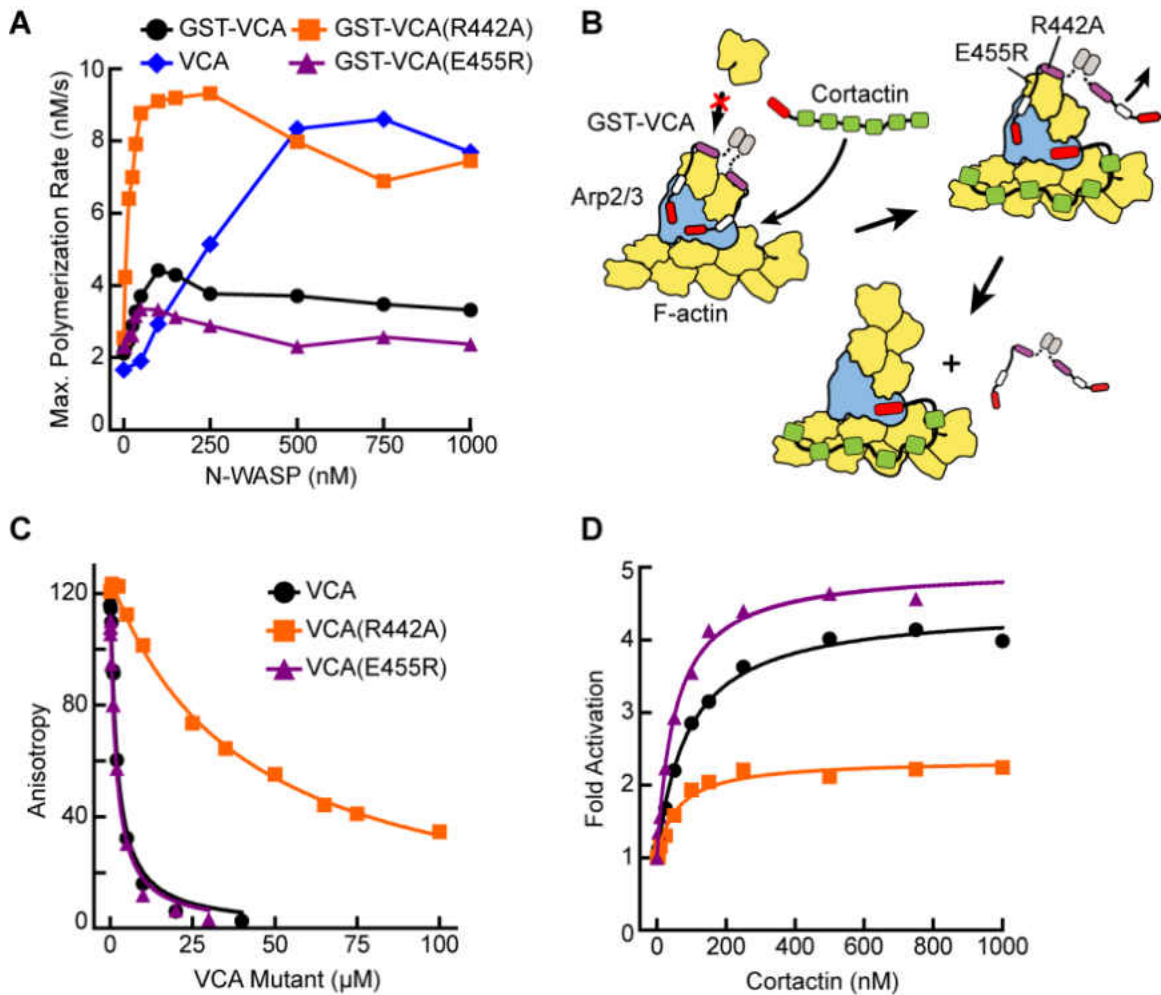 A
GST-VCA
GST-VCA(R442A)
VCA
GST-VCA(E455R)
Max. Polymerization Rate (nM/s)
10
8
6
4
2
0
0 250 500 750 1000
N-WASP (nM)
B
R442A
E455R
Cortactin
GST-VCA
Arp2/3
F-actin
+
C
VCA
VCA(R442A)
VCA(E455R)
Anisotropy
120
80
40
0
0 25 50 75 100
VCA Mutant (µM)
D
Fold Activation
5
4
3
2
1
0
0 200 400 600 800 1000
Cortactin (nM)